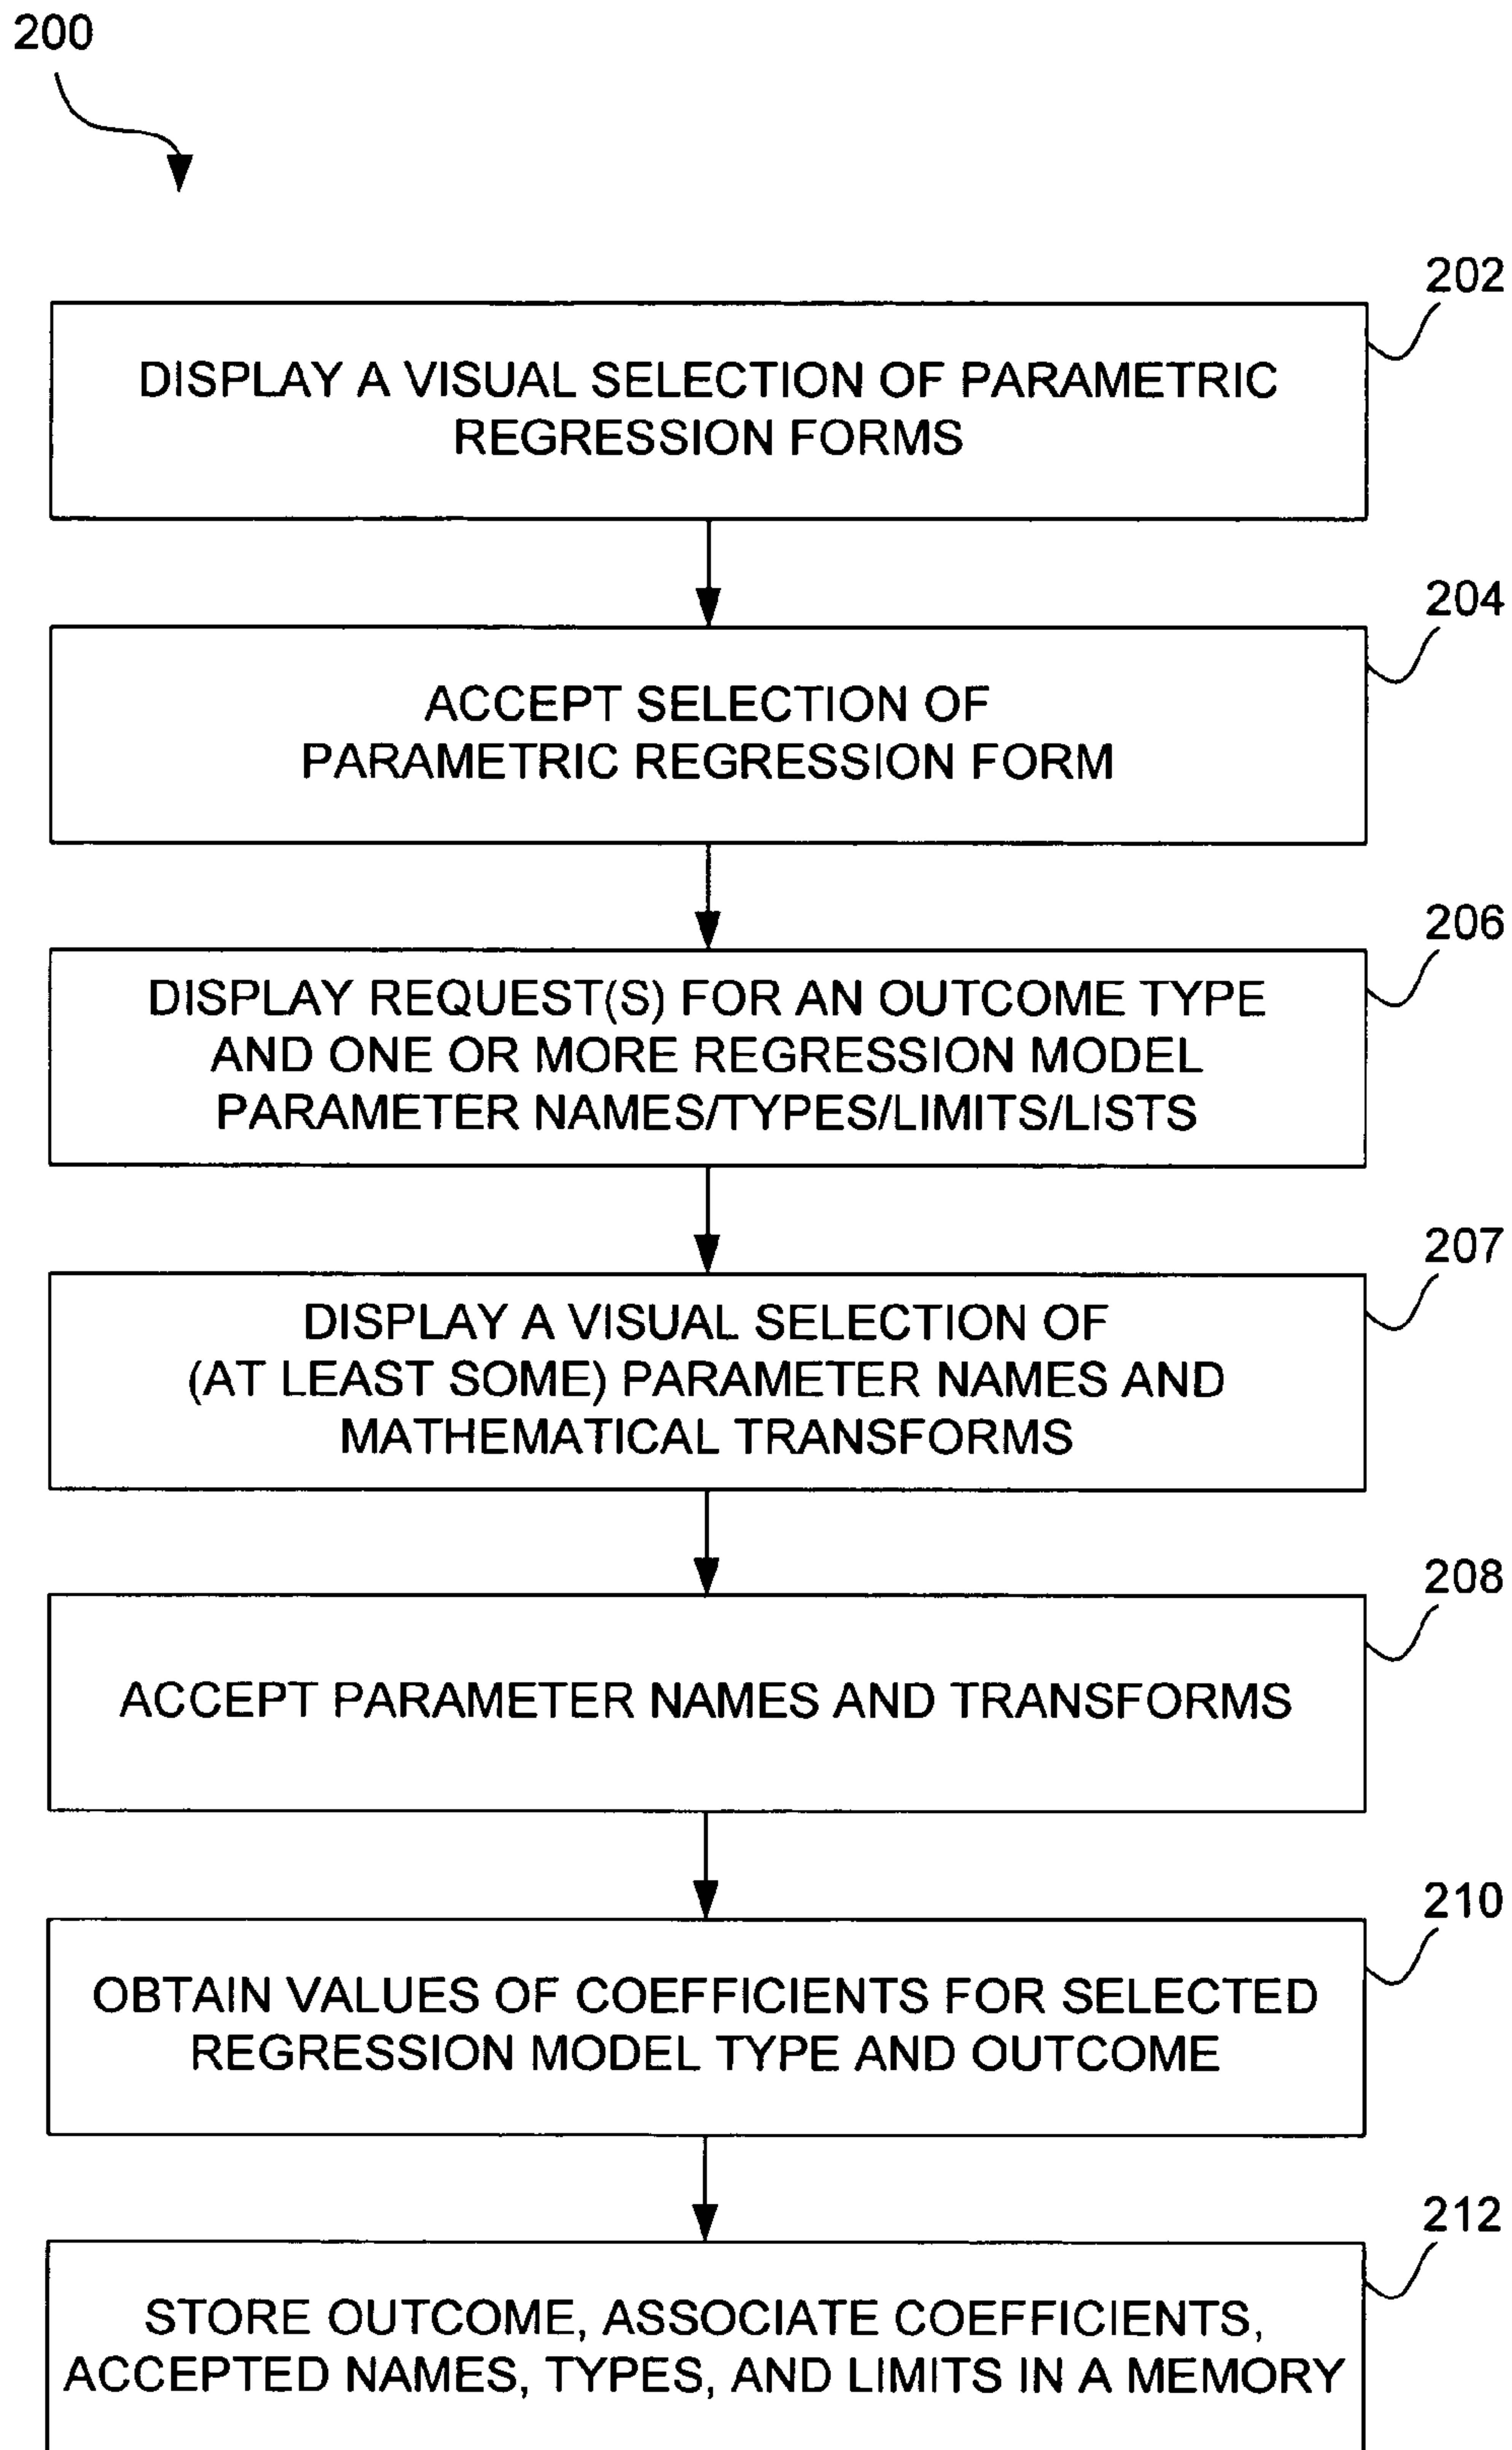 200
202
DISPLAY A VISUAL SELECTION OF PARAMETRIC
REGRESSION FORMS
204
ACCEPT SELECTION OF
PARAMETRIC REGRESSION FORM
206
DISPLAY REQUEST(S) FOR AN OUTCOME TYPE
AND ONE OR MORE REGRESSION MODEL
PARAMETER NAMES/TYPES/LIMITS/LISTS
207
DISPLAY A VISUAL SELECTION OF
(AT LEAST SOME) PARAMETER NAMES AND
MATHEMATICAL TRANSFORMS
208
ACCEPT PARAMETER NAMES AND TRANSFORMS
210
OBTAIN VALUES OF COEFFICIENTS FOR SELECTED
REGRESSION MODEL TYPE AND OUTCOME
212
STORE OUTCOME, ASSOCIATE COEFFICIENTS,
ACCEPTED NAMES, TYPES, AND LIMITS IN A MEMORY